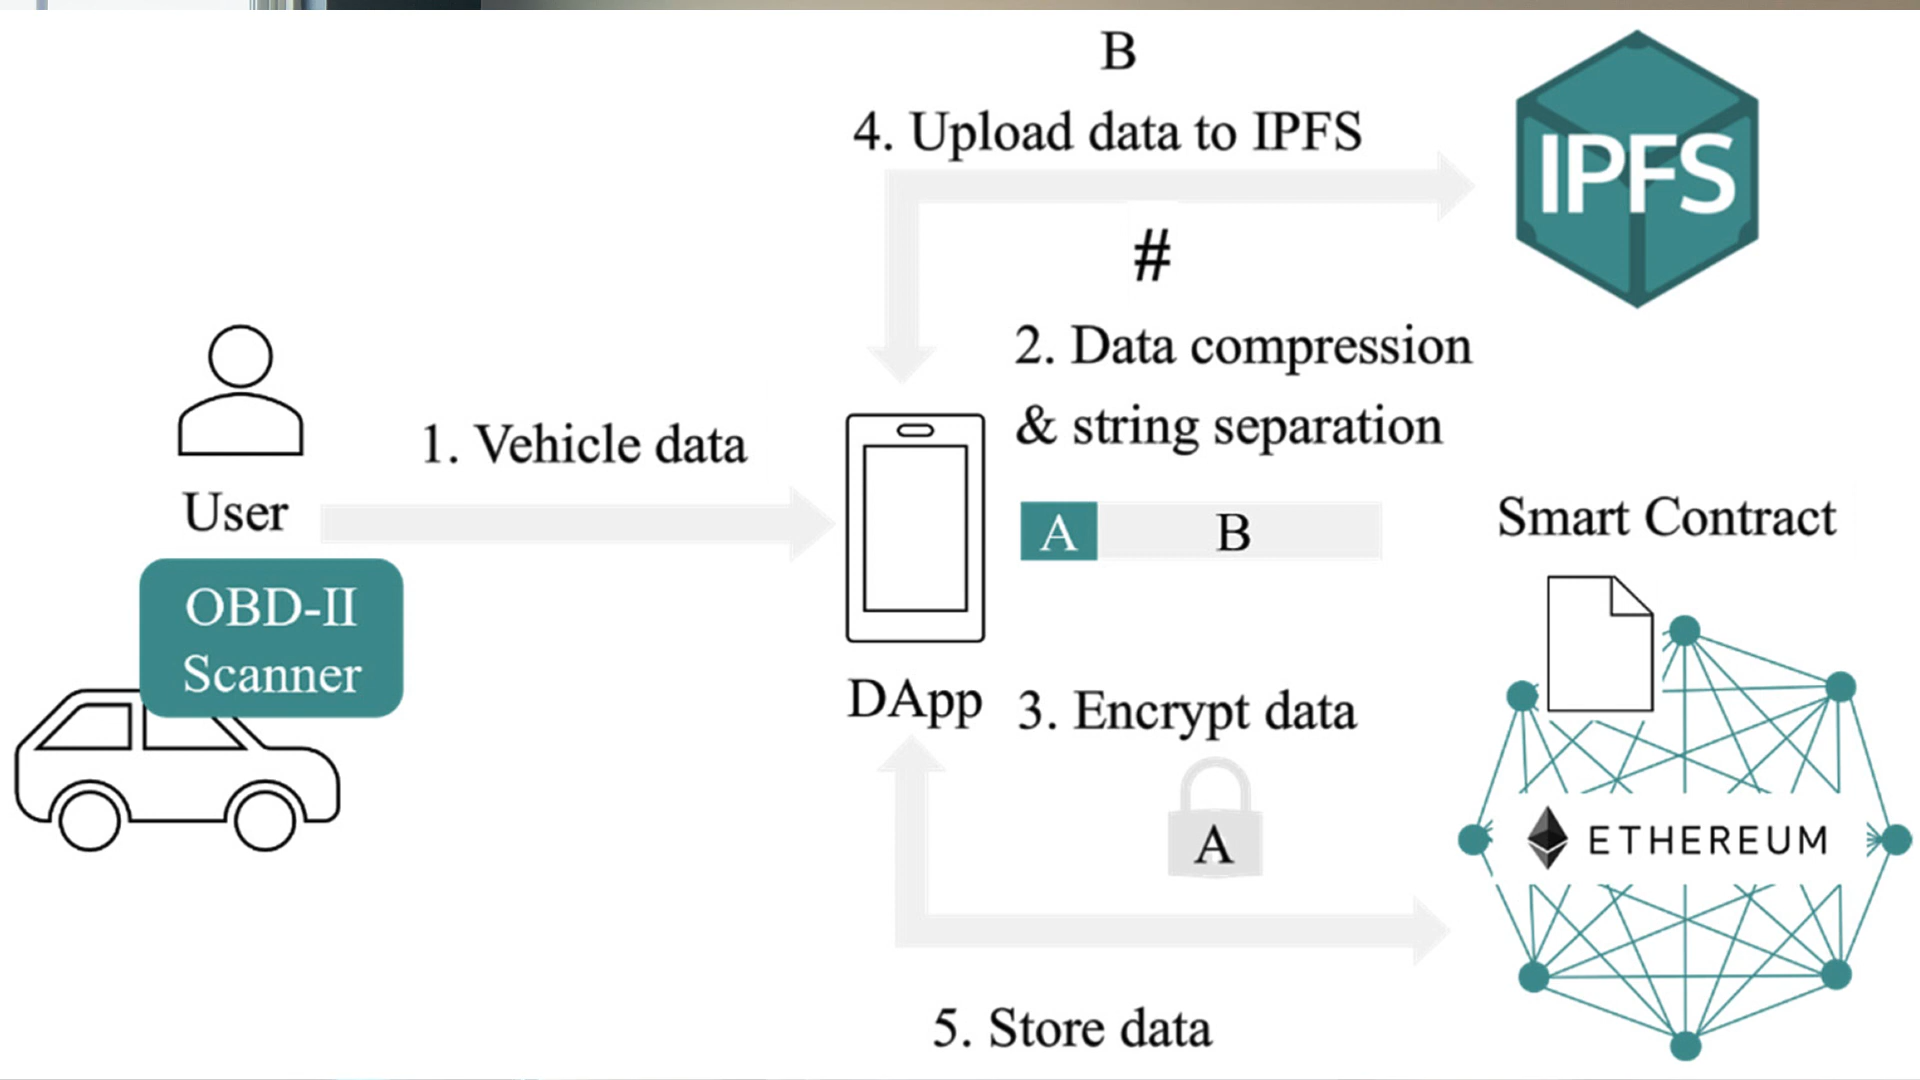 B
4. Upload data to IPFS
IPFS
#
2. Data compression
& string separation
1. Vehicle data
User
A B
Smart Contract
OBD-II
Scanner
DApp
3. Encrypt data
A
ETHEREUM
5. Store data